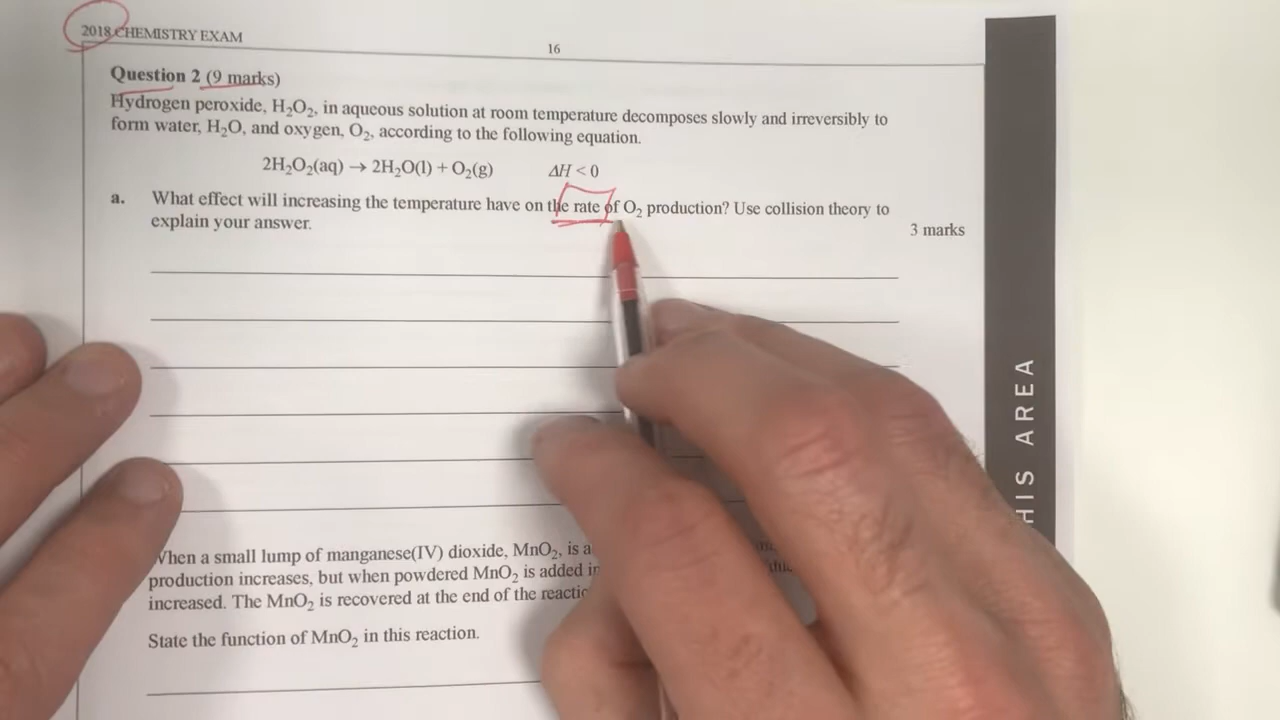 2018 CHEMISTRY EXAM
16
Question 2 (9 marks)
Hydrogen peroxide, H₂O₂, in aqueous solution at room temperature decomposes slowly and irreversibly to
form water, H₂O, and oxygen, O₂, according to the following equation.
2H₂O₂(aq) → 2H₂O(l) + O₂(g) ΔH < 0
a. What effect will increasing the temperature have on the rate of O₂ production? Use collision theory to
explain your answer.
3 marks
When a small lump of manganese(IV) dioxide, MnO₂, is
production increases, but when powdered MnO₂ is added
increased. The MnO₂ is recovered at the end of the
State the function of MnO₂ in this reaction.
AREA